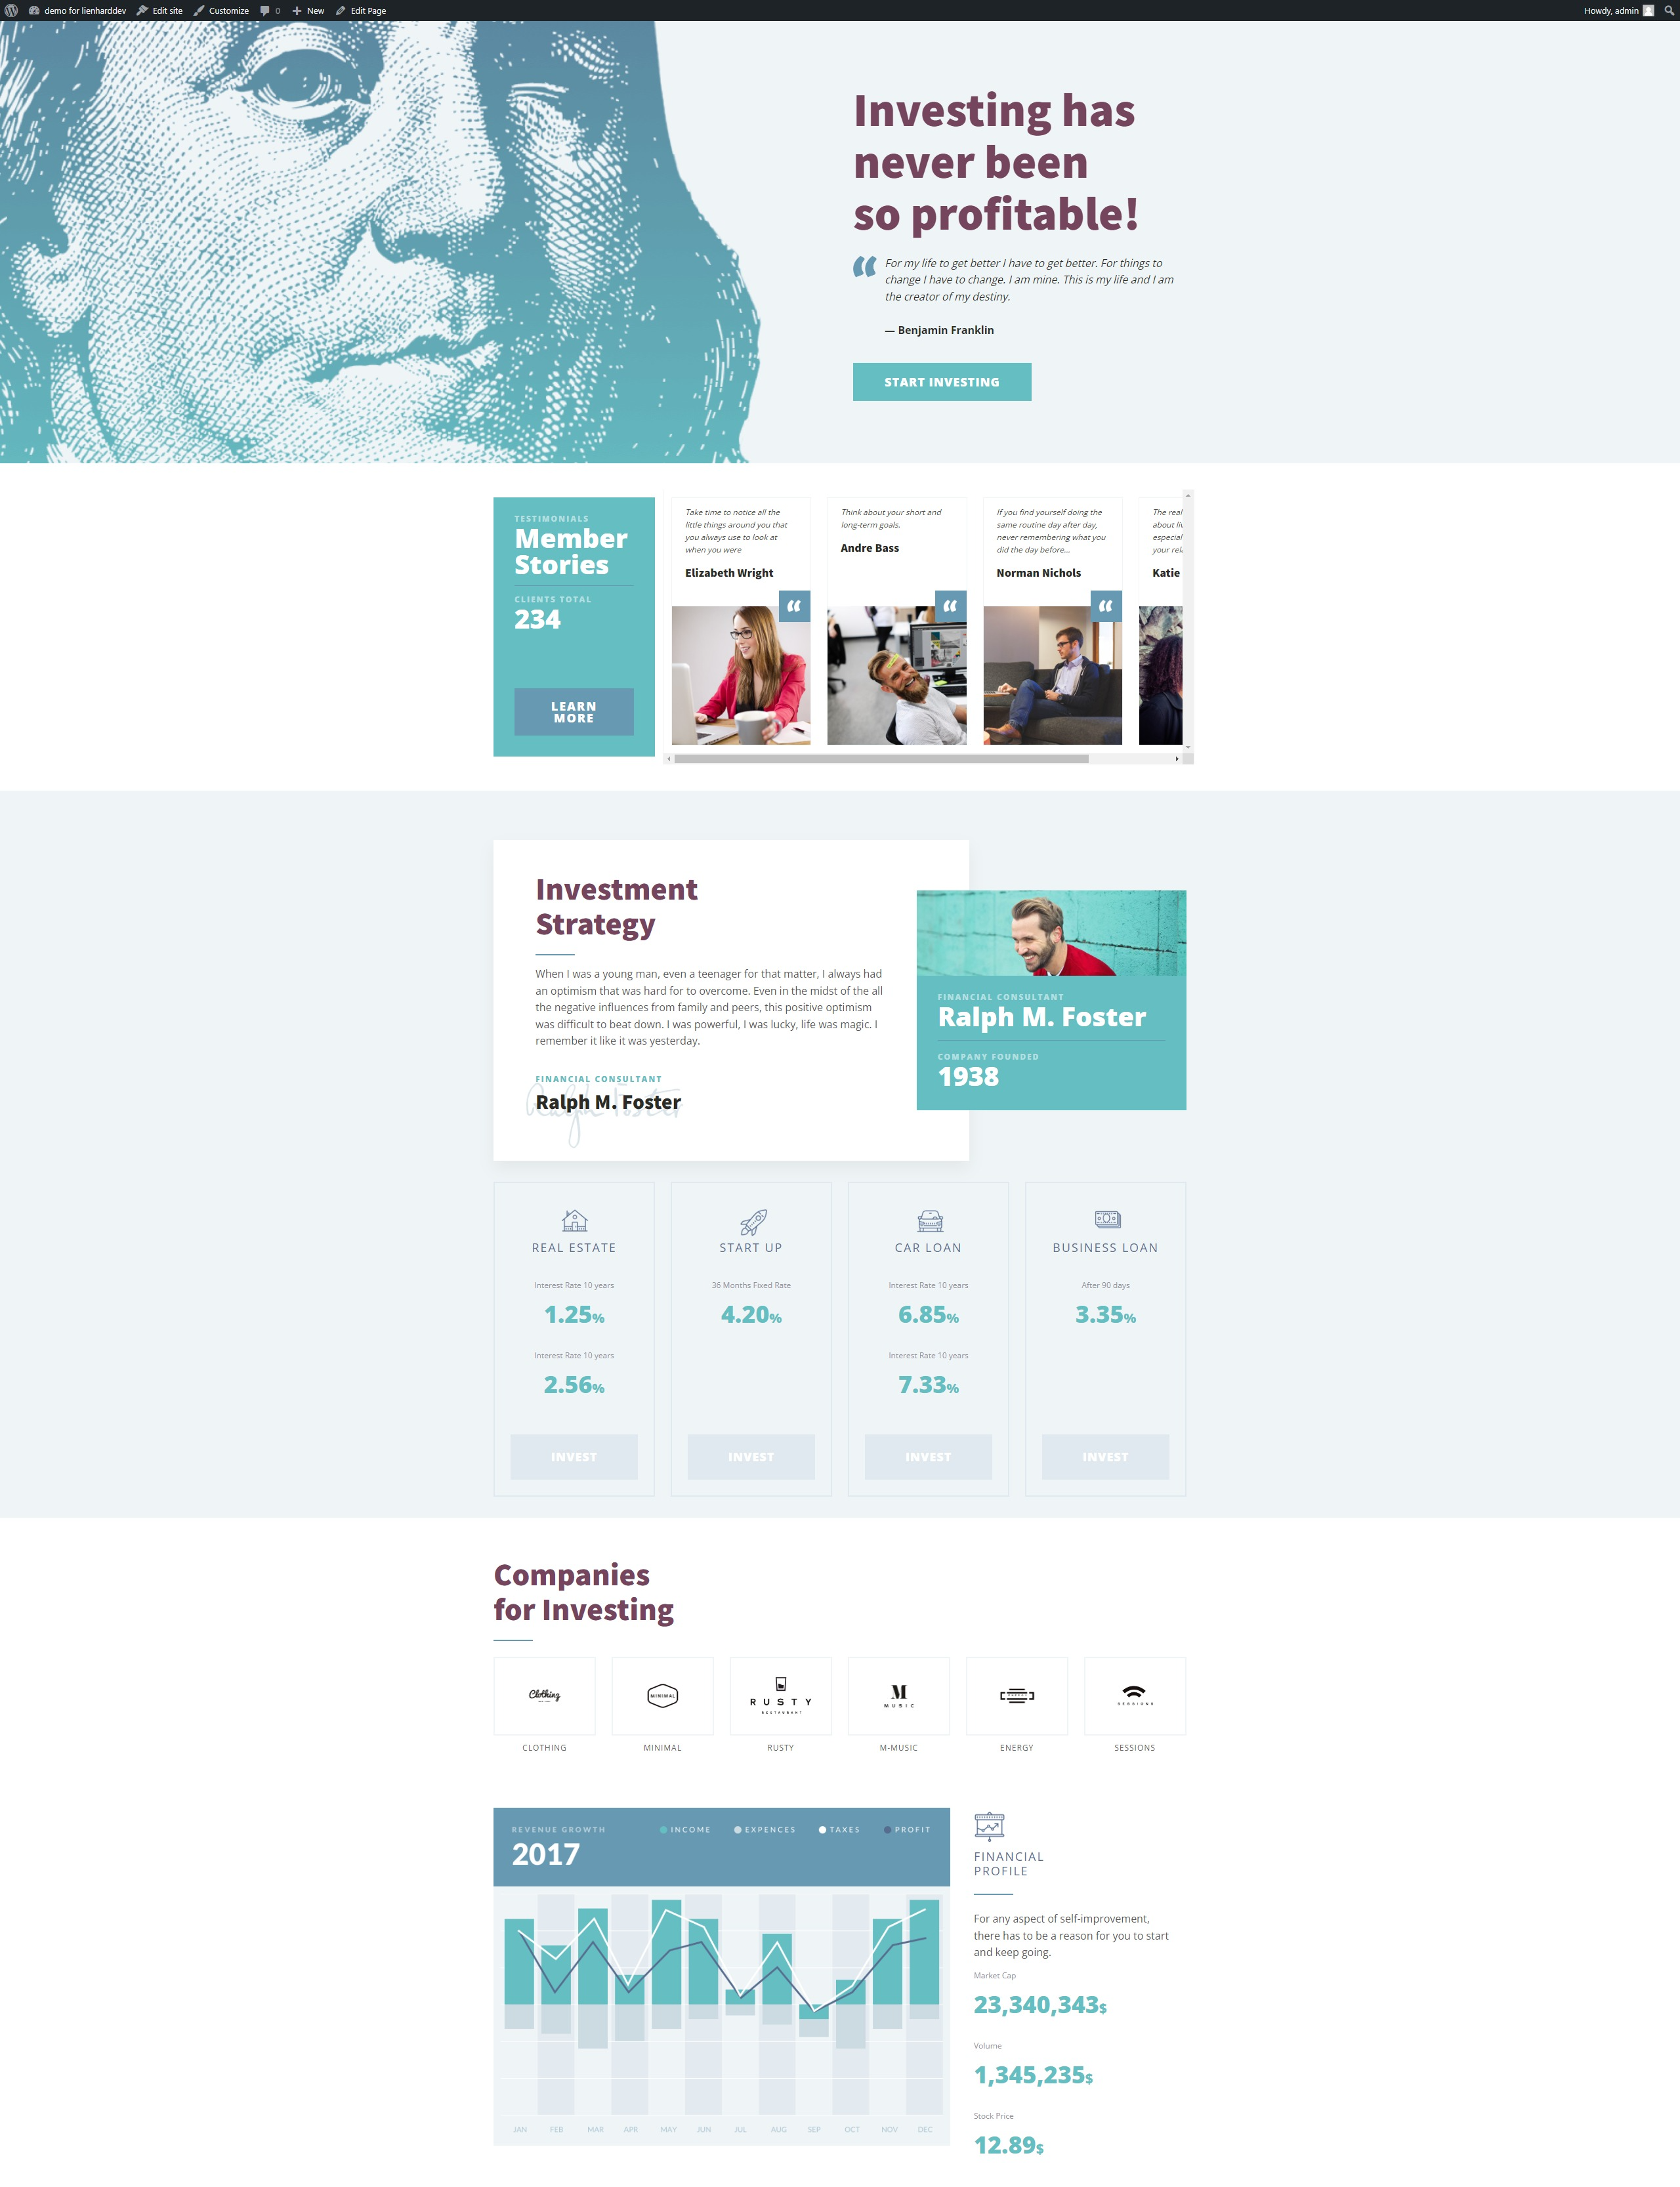 demo for lienharddev Edit site Customize 0 New Edit Page Howdy, admin
Investing has
never been
so profitable!
For my life to get better I have to get better. For things to
change I have to change. I am mine. This is my life and I am
the creator of my destiny.
— Benjamin Franklin
START INVESTING
TESTIMONIALS
Member
Stories
CLIENTS TOTAL
234
LEARN
MORE
Take time to notice all the
little things around you that
you always use to look at
when you were
Elizabeth Wright
Think about your short and
long-term goals.
Andre Bass
If you find yourself doing the
same routine day after day,
never remembering what you
did the day before...
Norman Nichols
The real
about
your
Katie
Investment
Strategy
When I was a young man, even a teenager for that matter, I always had
an optimism that was hard for to overcome. Even in the midst of the all
the negative influences from family and peers, this positive optimism
was difficult to beat down. I was powerful, I was lucky, life was magic. I
remember it like it was yesterday.
FINANCIAL CONSULTANT
Ralph M. Foster
Ralph Foster
FINANCIAL CONSULTANT
Ralph M. Foster
COMPANY FOUNDED
1938
REAL ESTATE
Interest Rate 10 years
1.25%
Interest Rate 10 years
2.56%
INVEST
START UP
36 Months Fixed Rate
4.20%
INVEST
CAR LOAN
Interest Rate 10 years
6.85%
Interest Rate 10 years
7.33%
INVEST
BUSINESS LOAN
After 90 days
3.35%
INVEST
Companies
for Investing
Clothing
CLOTHING
MINIMAL
MINIMAL
RUSTY
RESTAURANT
RUSTY
M
MUSIC
M-MUSIC
ENERGY
SESSIONS
SESSIONS
REVENUE GROWTH
2017
INCOME EXPENCES TAXES PROFIT
JAN FEB MAR APR MAY JUN JUL AUG SEP OCT NOV DEC
FINANCIAL
PROFILE
For any aspect of self-improvement,
there has to be a reason for you to start
and keep going.
Market Cap
23,340,343$
Volume
1,345,235$
Stock Price
12.89$